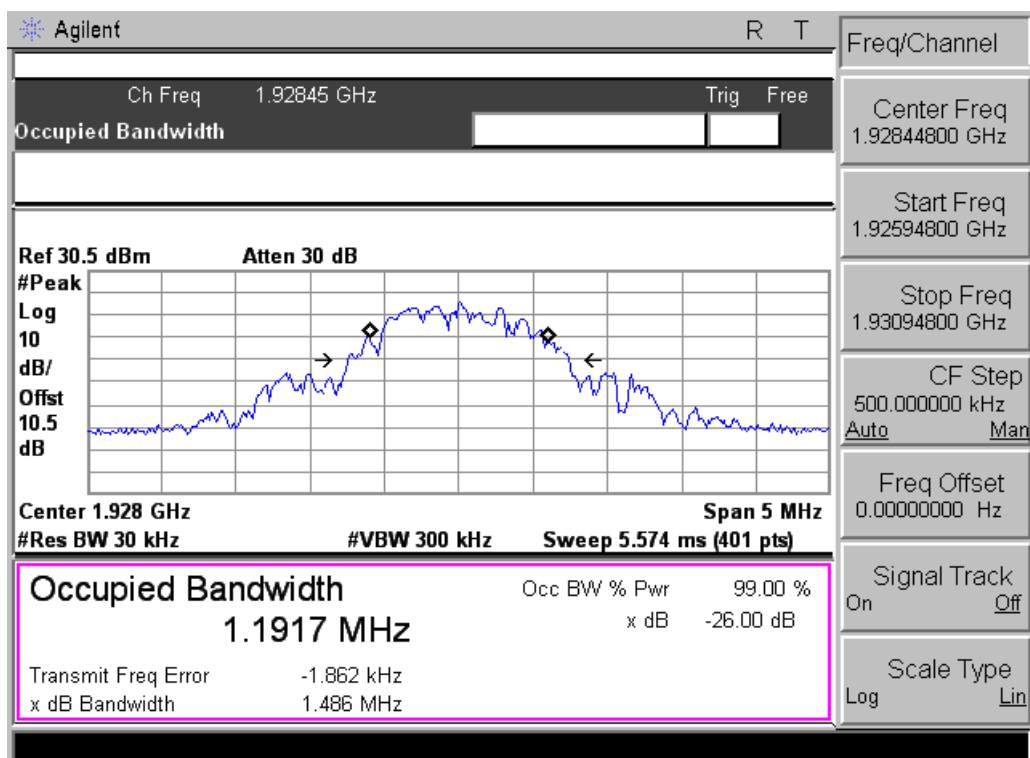 Agilent R T
Ch Freq 1.92845 GHz Trig Free
Occupied Bandwidth
Ref 30.5 dBm Atten 30 dB
#Peak
Log
10
dB/
Offst
10.5
dB
Center 1.928 GHz Span 5 MHz
#Res BW 30 kHz #VBW 300 kHz Sweep 5.574 ms (401 pts)
Occupied Bandwidth
1.1917 MHz
Occ BW % Pwr 99.00 %
x dB -26.00 dB
Transmit Freq Error -1.862 kHz
x dB Bandwidth 1.486 MHz
Freq/Channel
Center Freq
1.92844800 GHz
Start Freq
1.92594800 GHz
Stop Freq
1.93094800 GHz
CF Step
500.000000 kHz
Auto Man
Freq Offset
0.00000000 Hz
Signal Track
On Off
Scale Type
Log Lin